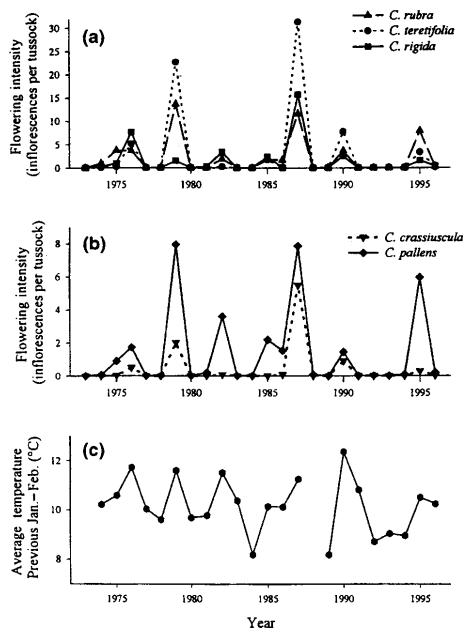 (a)
C. rubra
C. teretifolia
C. rigida
Flowering intensity
(inflorescences per tussock)
30
25
20
15
10
5
0
1975 1980 1985 1990 1995
(b)
C. crassiuscula
C. pallens
Flowering intensity
(inflorescences per tussock)
8
6
4
2
0
1975 1980 1985 1990 1995
(c)
Average temperature
Previous Jan.–Feb. (°C)
12
10
8
1975 1980 1985 1990 1995
Year